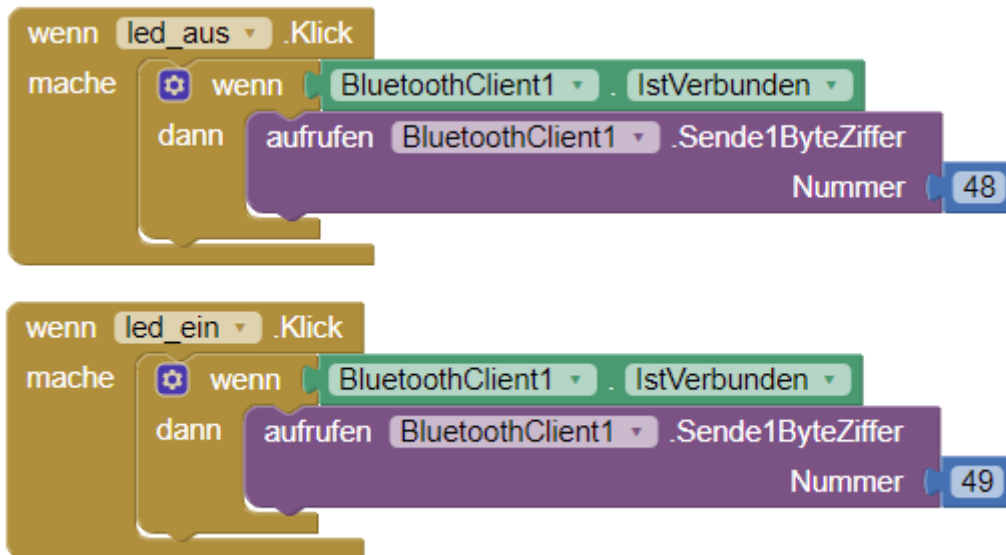 wenn led_aus .Klick
mache wenn BluetoothClient1 . IstVerbunden
dann aufrufen BluetoothClient1 .Sende1ByteZiffer
Nummer 48
wenn led_ein .Klick
mache wenn BluetoothClient1 . IstVerbunden
dann aufrufen BluetoothClient1 .Sende1ByteZiffer
Nummer 49